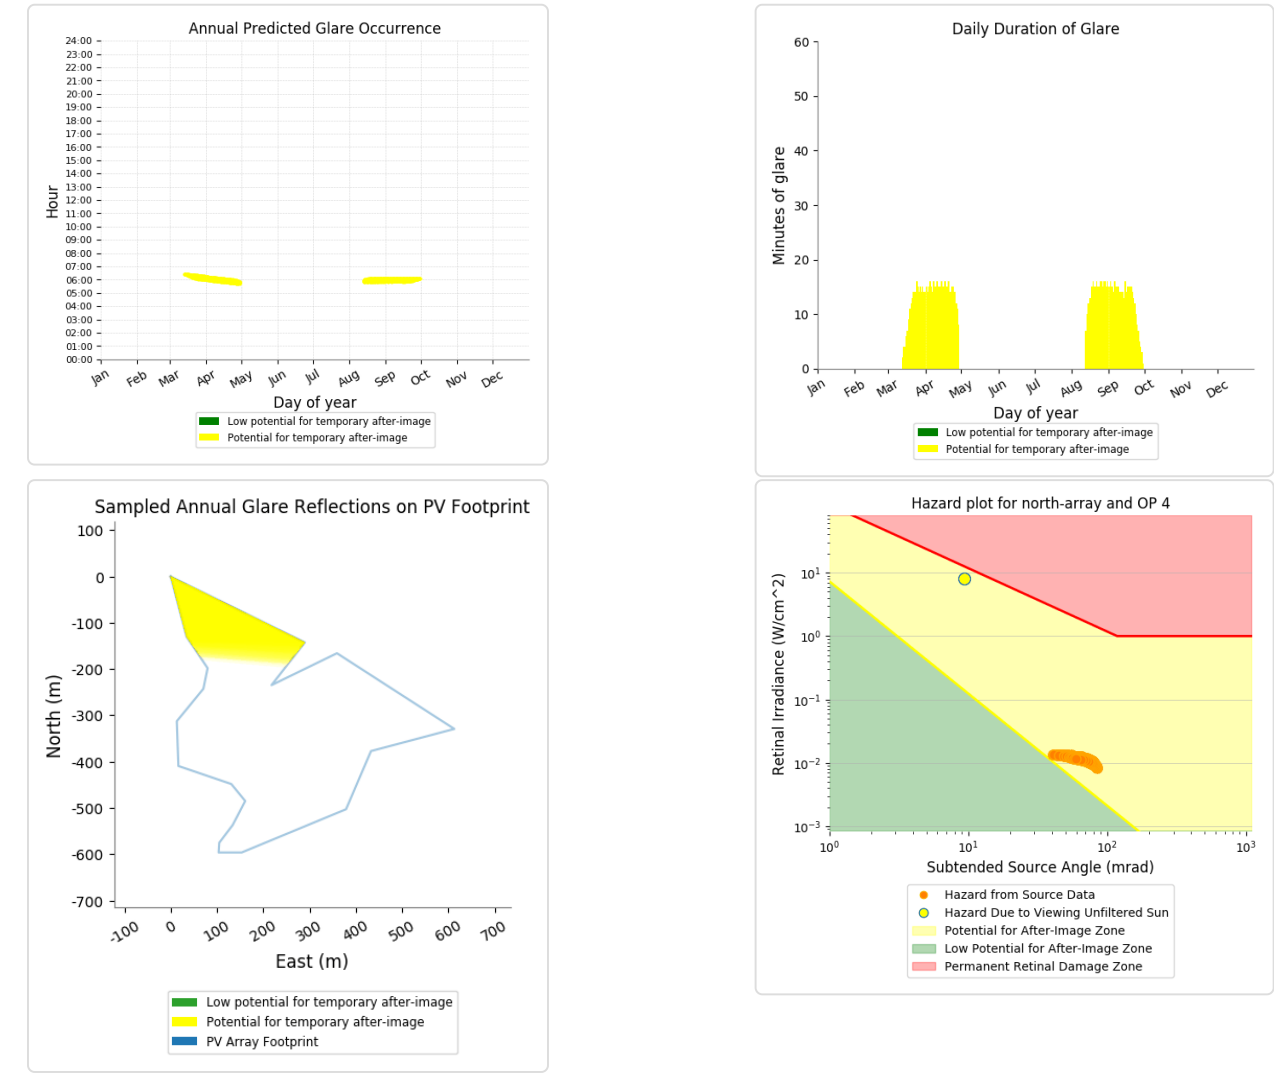 Annual Predicted Glare Occurrence
24:00
23:00
22:00
21:00
20:00
19:00
18:00
17:00
16:00
15:00
14:00
13:00
12:00
11:00
10:00
09:00
08:00
07:00
06:00
05:00
04:00
03:00
02:00
01:00
00:00
Hour
Jan Feb Mar Apr May Jun Jul Aug Sep Oct Nov Dec
Day of year
Low potential for temporary after-image
Potential for temporary after-image
Daily Duration of Glare
60
50
40
30
20
10
0
Minutes of glare
Jan Feb Mar Apr May Jun Jul Aug Sep Oct Nov Dec
Day of year
Low potential for temporary after-image
Potential for temporary after-image
Sampled Annual Glare Reflections on PV Footprint
100
0
-100
-200
-300
-400
-500
-600
-700
North (m)
-100 0 100 200 300 400 500 600 700
East (m)
Low potential for temporary after-image
Potential for temporary after-image
PV Array Footprint
Hazard plot for north-array and OP 4
10^1
10^0
10^-1
10^-2
10^-3
Retinal Irradiance (W/cm^2)
10^0 10^1 10^2 10^3
Subtended Source Angle (mrad)
Hazard from Source Data
Hazard Due to Viewing Unfiltered Sun
Potential for After-Image Zone
Low Potential for After-Image Zone
Permanent Retinal Damage Zone